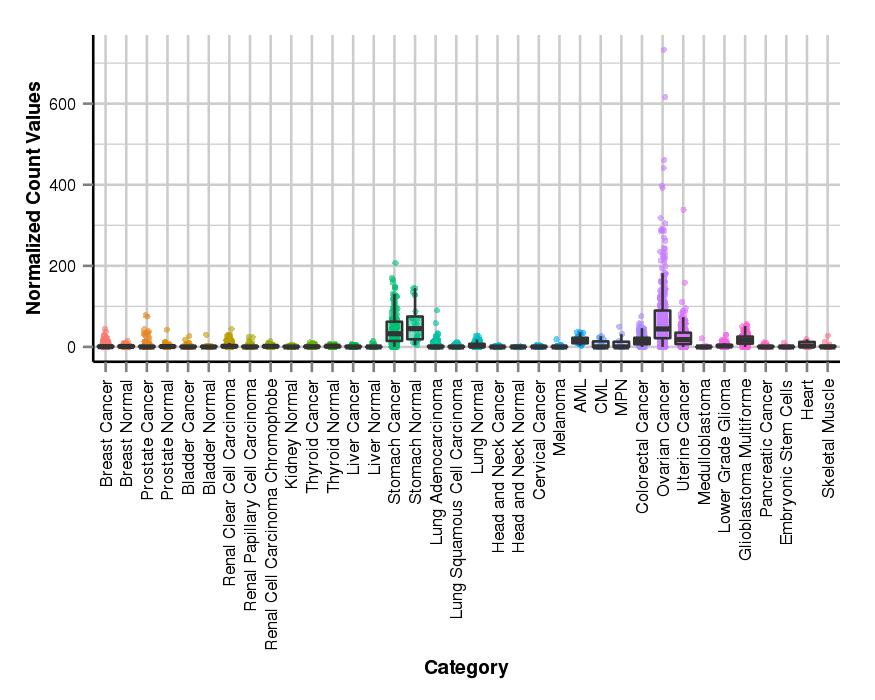 Normalized Count Values
600
400
200
0
Breast Cancer
Breast Normal
Prostate Cancer
Prostate Normal
Bladder Cancer
Bladder Normal
Renal Clear Cell Carcinoma
Renal Papillary Cell Carcinoma
Renal Cell Carcinoma Chromophobe
Kidney Normal
Thyroid Cancer
Thyroid Normal
Liver Cancer
Liver Normal
Stomach Cancer
Stomach Normal
Lung Adenocarcinoma
Lung Squamous Cell Carcinoma
Lung Normal
Head and Neck Cancer
Head and Neck Normal
Cervical Cancer
Melanoma
AML
CML
MPN
Colorectal Cancer
Ovarian Cancer
Uterine Cancer
Medulloblastoma
Lower Grade Glioma
Glioblastoma Multiforme
Pancreatic Cancer
Embryonic Stem Cells
Heart
Skeletal Muscle
Category